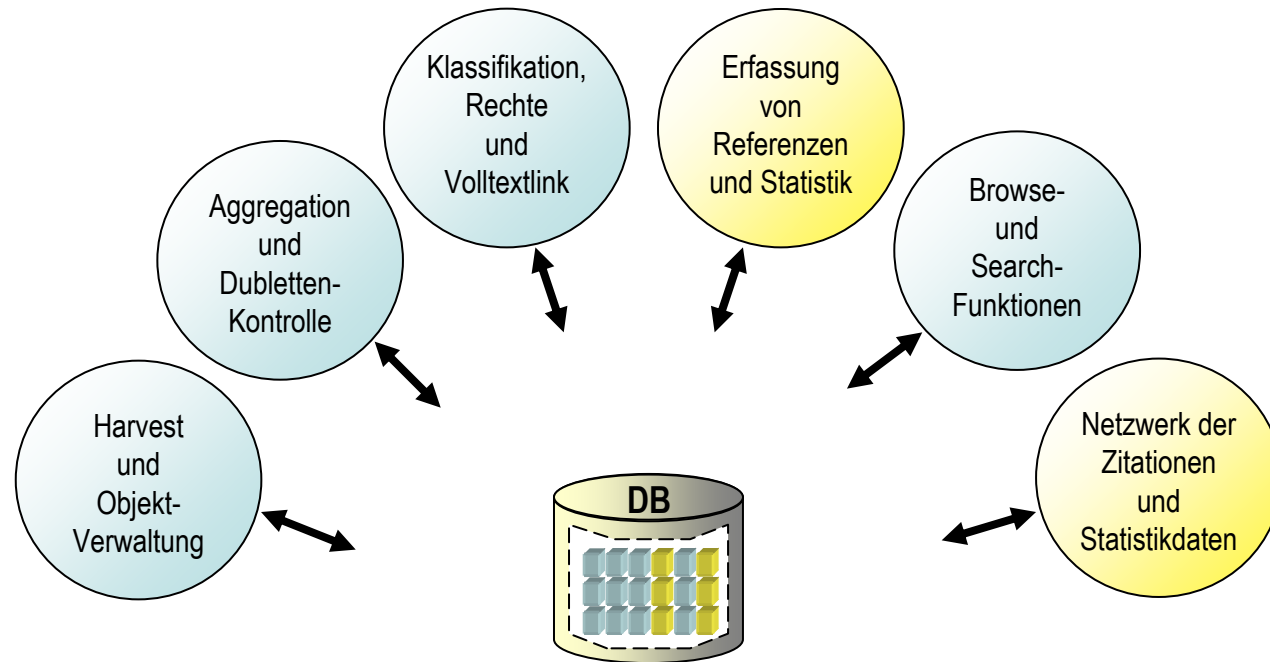 Harvest
und
Objekt-
Verwaltung
Aggregation
und
Dubletten-
Kontrolle
Klassifikation,
Rechte
und
Volltextlink
Erfassung
von
Referenzen
und Statistik
Browse-
und
Search-
Funktionen
Netzwerk der
Zitationen
und
Statistikdaten
DB